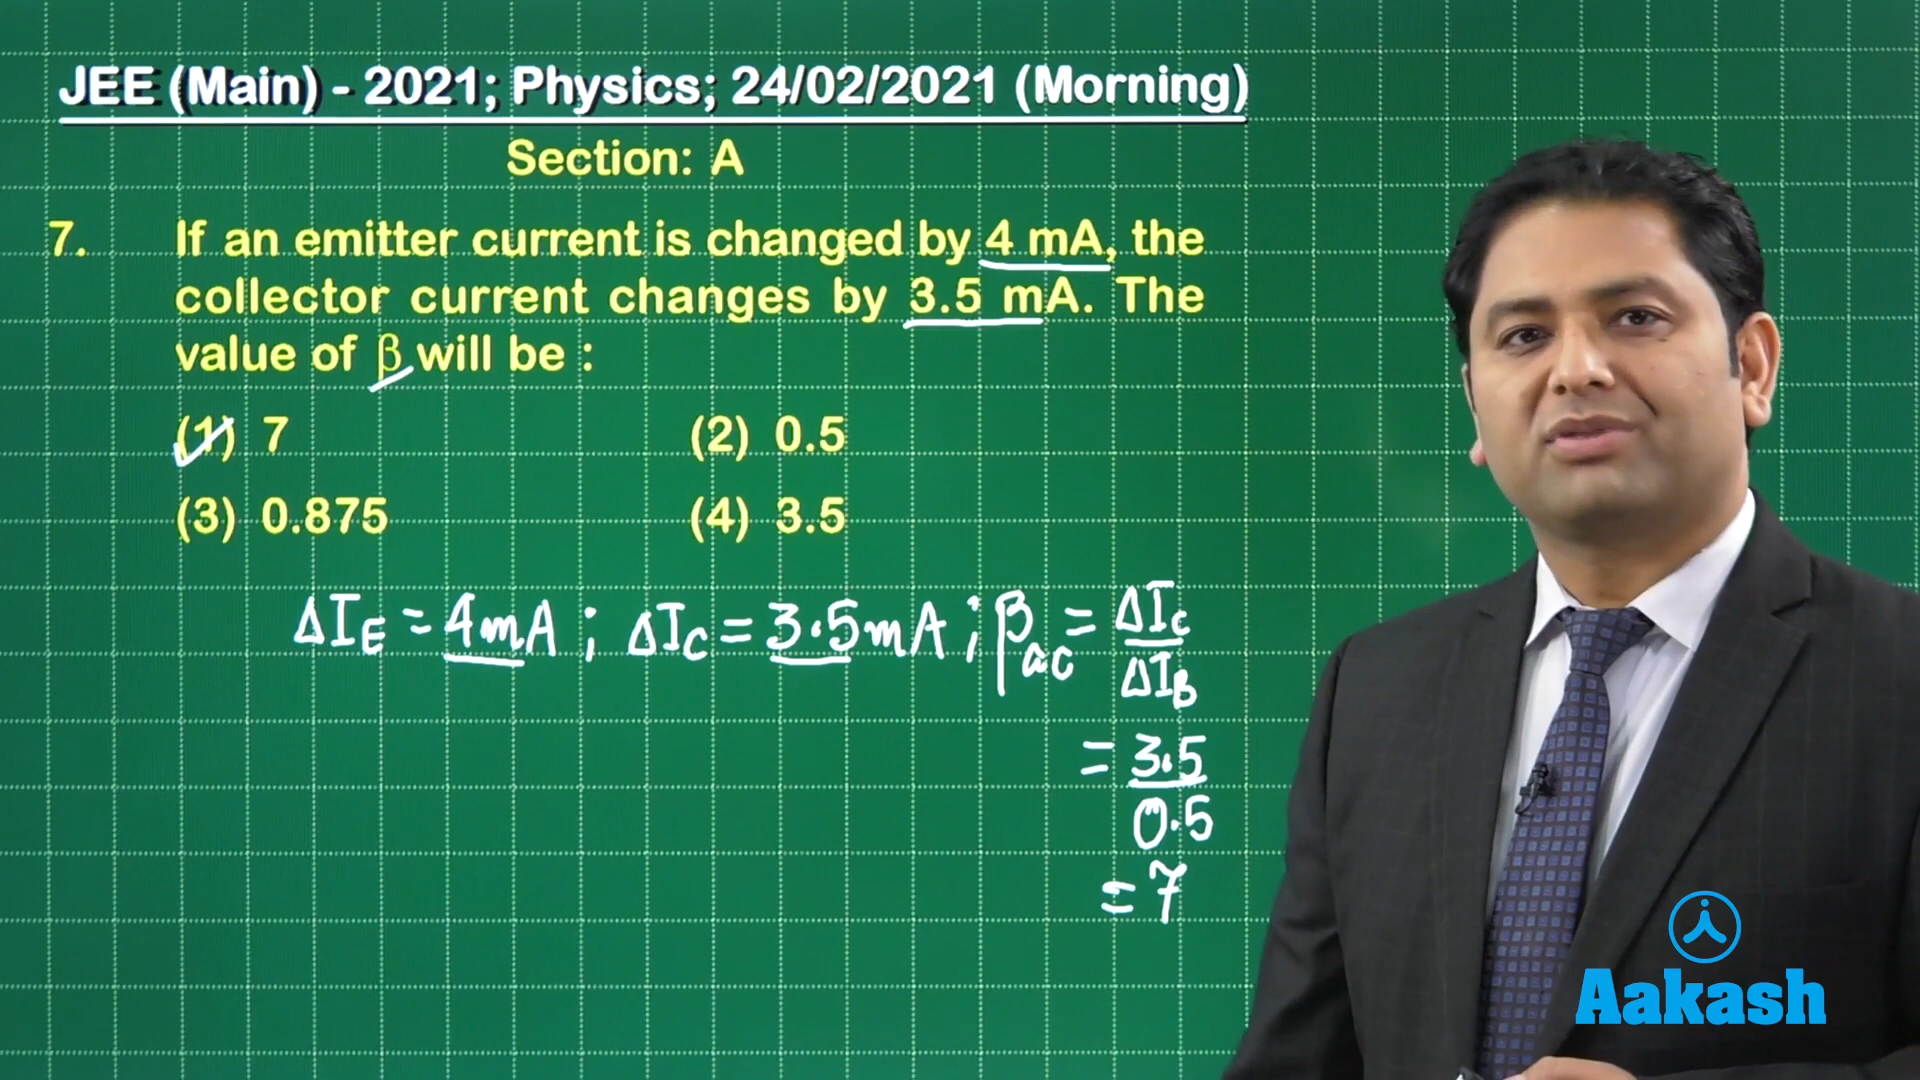 JEE (Main) - 2021; Physics; 24/02/2021 (Morning)
Section: A
7. If an emitter current is changed by 4 mA, the
collector current changes by 3.5 mA. The
value of β will be :
(1) 7 (2) 0.5
(3) 0.875 (4) 3.5
ΔI_E = 4mA ; ΔI_C = 3.5mA ; β_ac = ΔI_C / ΔI_B
= 3.5 / 0.5
= 7
Aakash